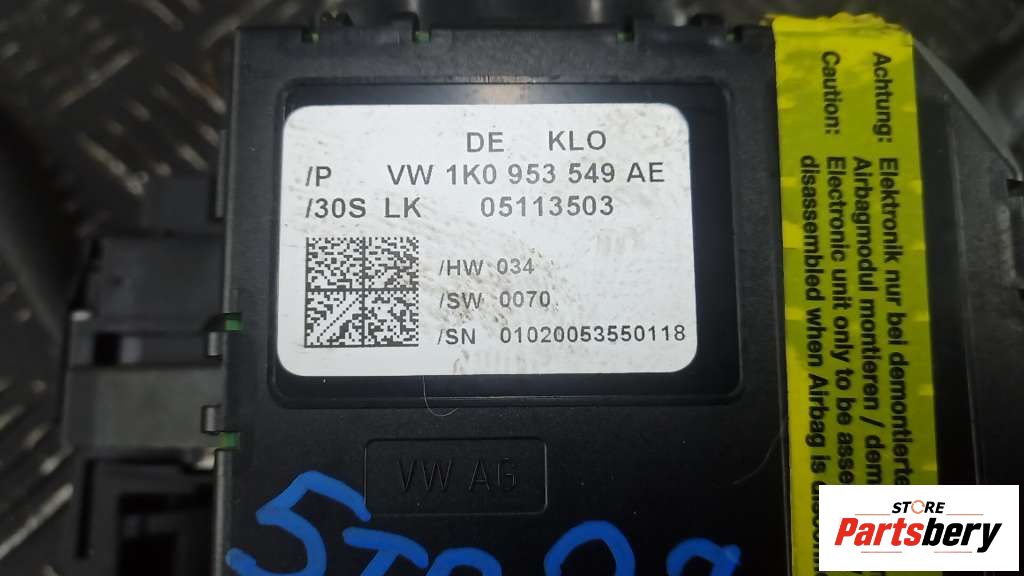 DE KLO
/P VW 1K0 953 549 AE
/30S LK 05113503
/HW 034
/SW 0070
/SN 01020053550118
VW AG
Achtung: Elektronik nur bei demontierte
Airbagmodul montieren / dem
Caution: Electronic unit only to be asse
disassembled when Airbag is
STORE
Partsbery